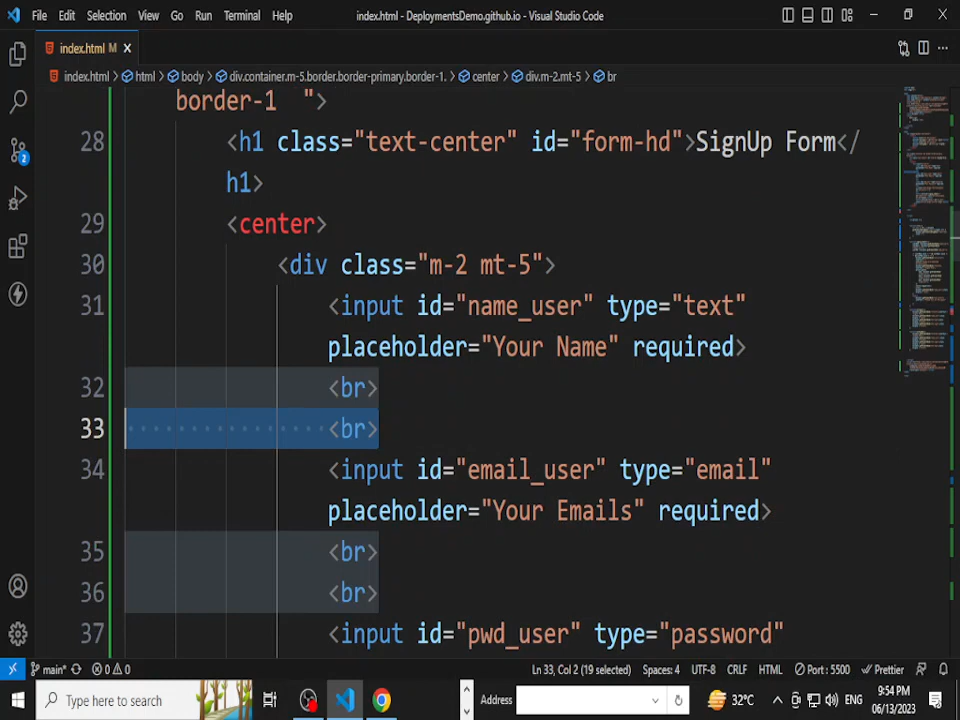 File Edit Selection View Go Run Terminal Help index.html - DeploymentsDemo.github.io - Visual Studio Code
index.html M
index.html > html > body > div.container.m-5.border.border-primary.border-1. > center > div.m-2.mt-5 > br
border-1 ">
28 <h1 class="text-center" id="form-hd">SignUp Form</
h1>
29 <center>
30 <div class="m-2 mt-5">
31 <input id="name_user" type="text"
placeholder="Your Name" required>
32 <br>
33 <br>
34 <input id="email_user" type="email"
placeholder="Your Emails" required>
35 <br>
36 <br>
37 <input id="pwd_user" type="password"
2
main* 0 0 Ln 33, Col 2 (19 selected) Spaces: 4 UTF-8 CRLF HTML Port : 5500 Prettier
Type here to search Address 32°C ENG 9:54 PM
06/13/2023